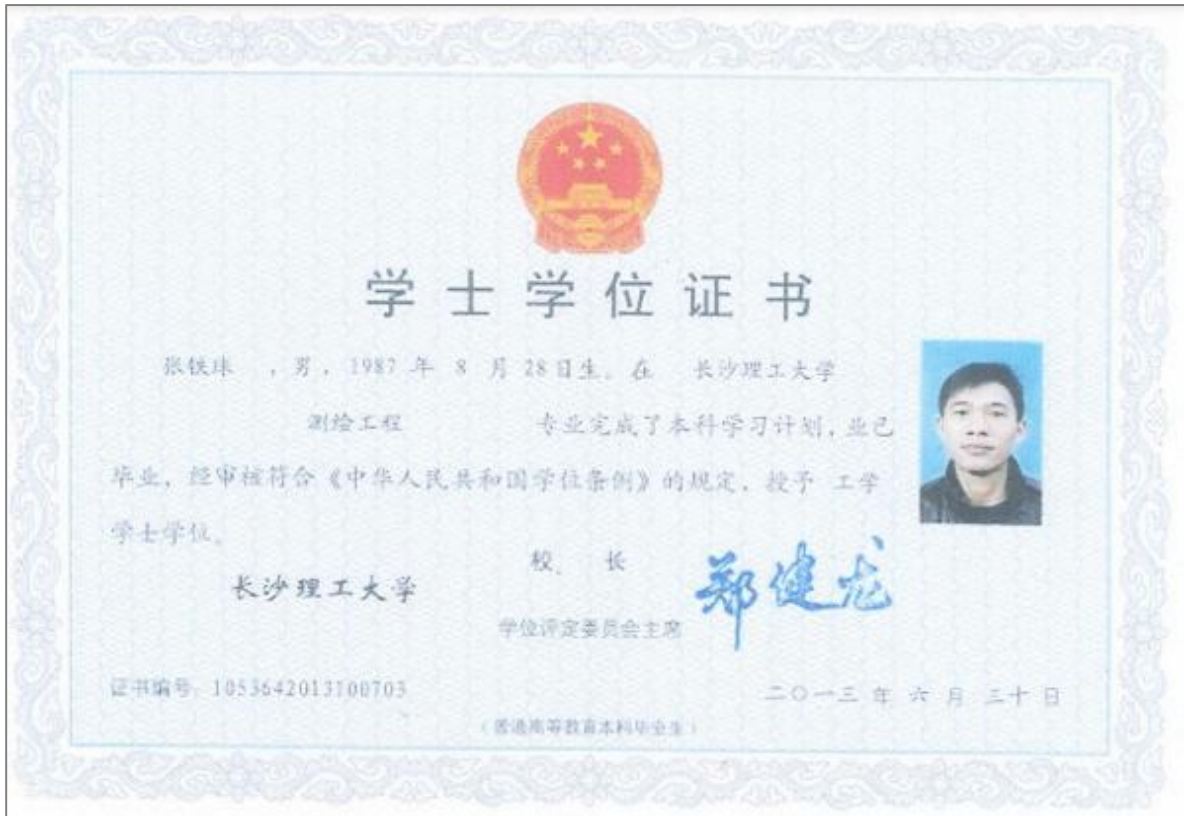 学士学位证书
张铁球 ，男，1987 年 8 月 28日生。在 长沙理工大学
测绘工程 专业完成了本科学习计划，业已
毕业，经审核符合《中华人民共和国学位条例》的规定，授予 工学
学士学位。
校 长 郑健龙
长沙理工大学
学位评定委员会主席
证书编号 1053642013100703
二〇一三 年 六 月 三十 日
（普通高等教育本科毕业生）